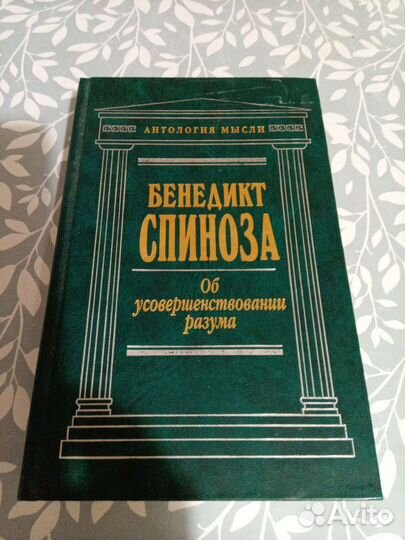 АНТОЛОГИЯ МЫСЛИ
БЕНЕДИКТ
СПИНОЗА
Об
усовершенствовании
разума
Avito